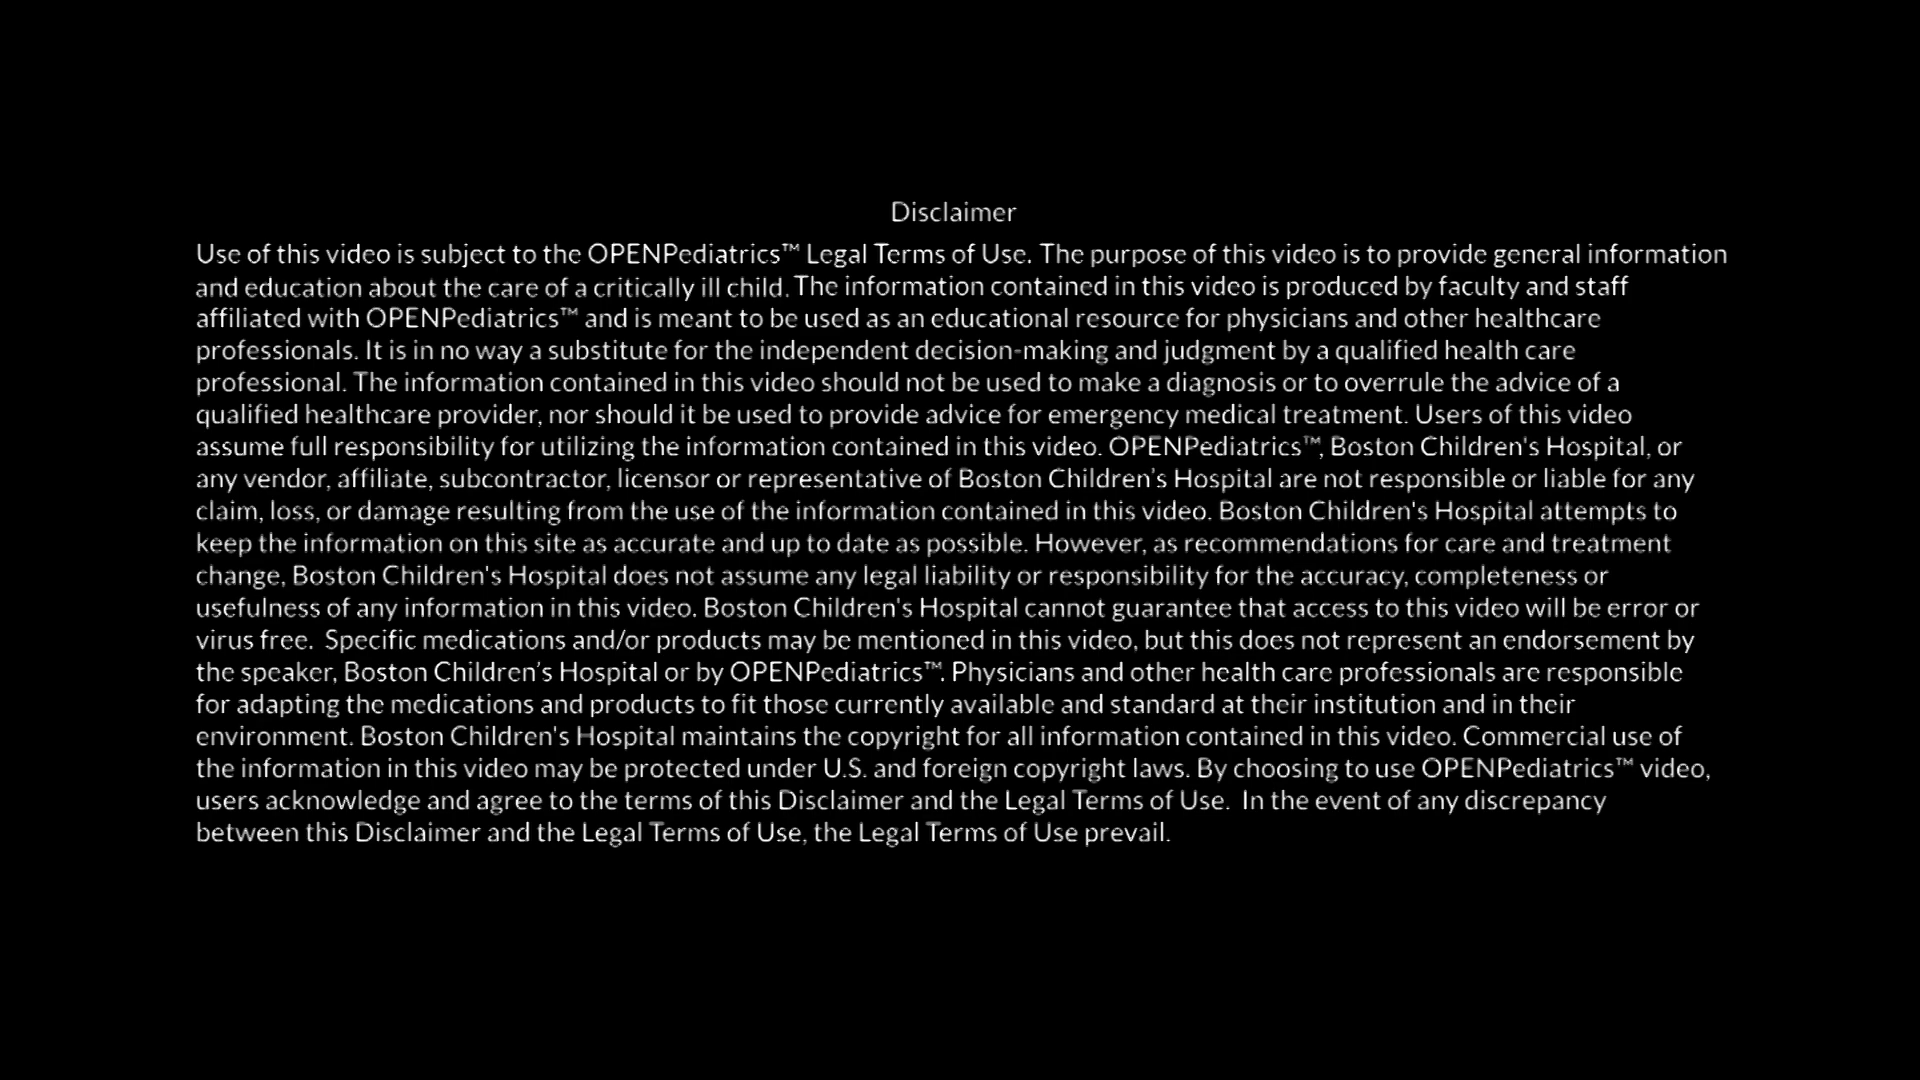 Disclaimer
Use of this video is subject to the OPENPediatrics™ Legal Terms of Use. The purpose of this video is to provide general information
and education about the care of a critically ill child. The information contained in this video is produced by faculty and staff
affiliated with OPENPediatrics™ and is meant to be used as an educational resource for physicians and other healthcare
professionals. It is in no way a substitute for the independent decision-making and judgment by a qualified health care
professional. The information contained in this video should not be used to make a diagnosis or to overrule the advice of a
qualified healthcare provider, nor should it be used to provide advice for emergency medical treatment. Users of this video
assume full responsibility for utilizing the information contained in this video. OPENPediatrics™, Boston Children's Hospital, or
any vendor, affiliate, subcontractor, licensor or representative of Boston Children's Hospital are not responsible or liable for any
claim, loss, or damage resulting from the use of the information contained in this video. Boston Children's Hospital attempts to
keep the information on this site as accurate and up to date as possible. However, as recommendations for care and treatment
change, Boston Children's Hospital does not assume any legal liability or responsibility for the accuracy, completeness or
usefulness of any information in this video. Boston Children's Hospital cannot guarantee that access to this video will be error or
virus free.  Specific medications and/or products may be mentioned in this video, but this does not represent an endorsement by
the speaker, Boston Children’s Hospital or by OPENPediatrics™. Physicians and other health care professionals are responsible
for adapting the medications and products to fit those currently available and standard at their institution and in their
environment. Boston Children's Hospital maintains the copyright for all information contained in this video. Commercial use of
the information in this video may be protected under U.S. and foreign copyright laws. By choosing to use OPENPediatrics™ video,
users acknowledge and agree to the terms of this Disclaimer and the Legal Terms of Use.  In the event of any discrepancy
between this Disclaimer and the Legal Terms of Use, the Legal Terms of Use prevail.